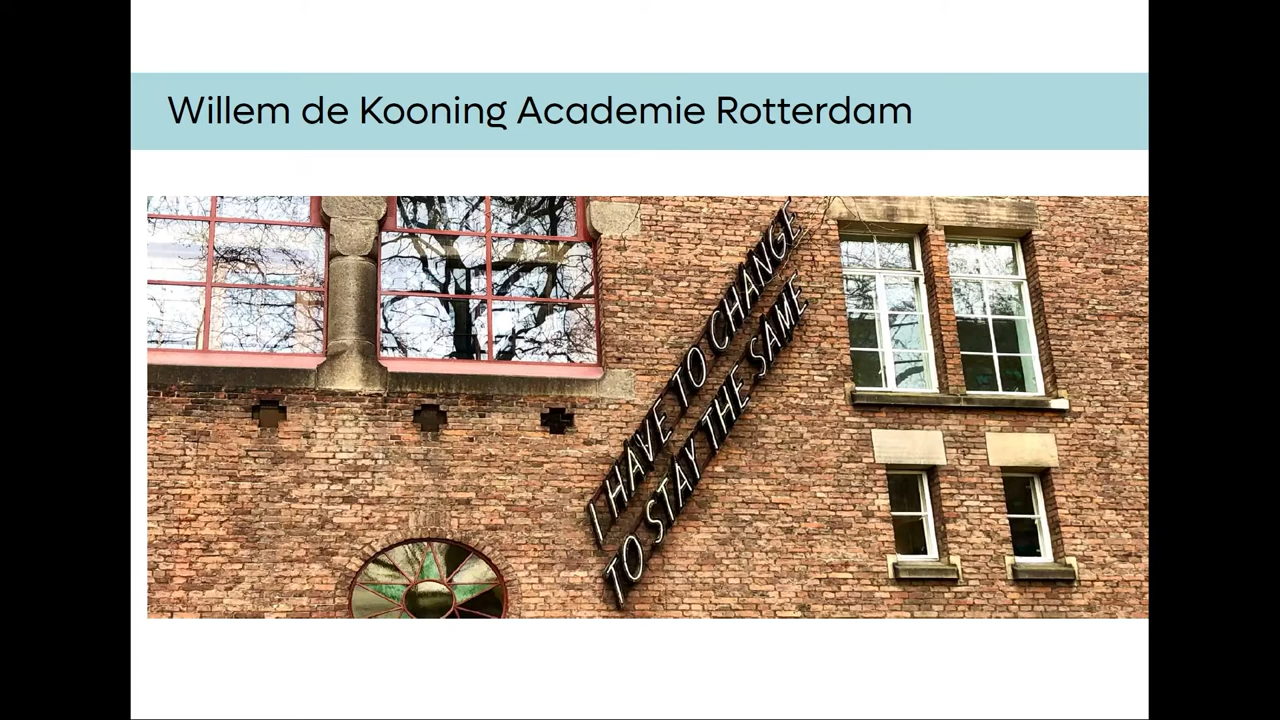 Willem de Kooning Academie Rotterdam
I HAVE TO CHANGE
TO STAY THE SAME